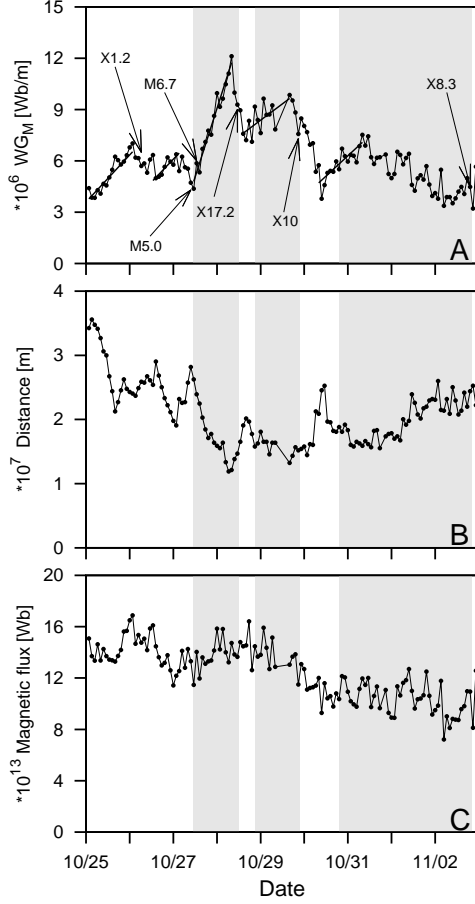 15
12
9
6
3
0
*10^6 WG_M [Wb/m]
X1.2
M6.7
M5.0
X17.2
X10
X8.3
A
4
3
2
1
0
*10^7 Distance [m]
B
20
16
12
8
4
0
*10^13 Magnetic flux [Wb]
C
10/25 10/27 10/29 10/31 11/02
Date